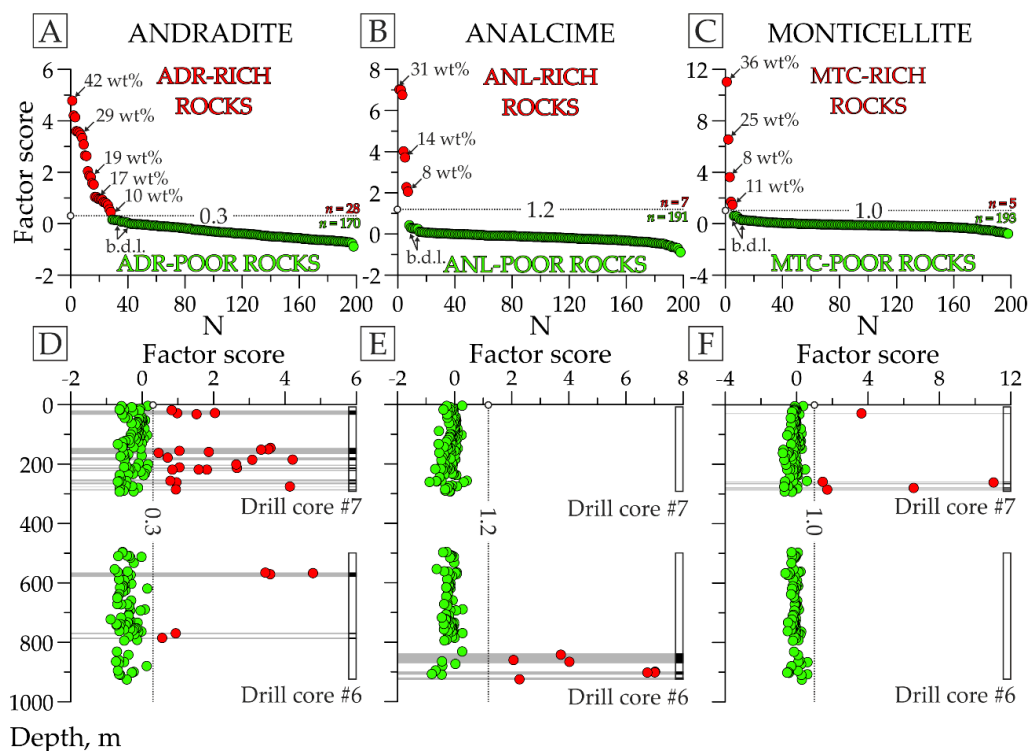 A ANDRADITE
B ANALCIME
C MONTICELLITE
Factor score
6
4
2
0
-2
42 wt%
29 wt%
19 wt%
17 wt%
10 wt%
ADR-RICH
ROCKS
0.3
n = 28
n = 170
b.d.l.
ADR-POOR ROCKS
0 40 80 120 160 200
N
8
6
4
2
0
-2
31 wt%
14 wt%
8 wt%
ANL-RICH
ROCKS
1.2
n = 7
n = 191
b.d.l.
ANL-POOR ROCKS
0 40 80 120 160 200
N
12
8
4
0
-4
36 wt%
25 wt%
8 wt%
11 wt%
MTC-RICH
ROCKS
1.0
n = 5
n = 193
b.d.l.
MTC-POOR ROCKS
0 40 80 120 160 200
N
D
Factor score
-2 0 2 4 6
0
200
400
600
800
1000
Drill core #7
0.3
Drill core #6
Depth, m
E
Factor score
-2 0 2 4 6 8
Drill core #7
1.2
Drill core #6
F
Factor score
-4 0 4 8 12
Drill core #7
1.0
Drill core #6